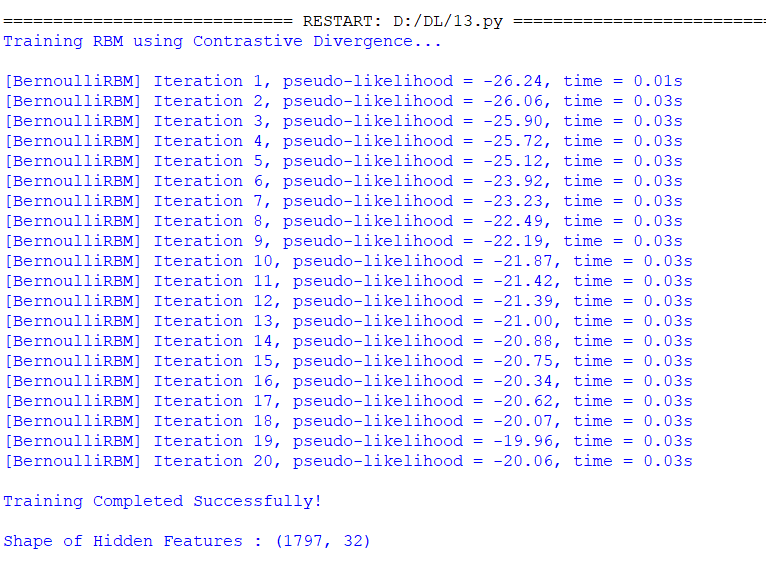 ============================= RESTART: D:/DL/13.py =========================
Training RBM using Contrastive Divergence...
[BernoulliRBM] Iteration 1, pseudo-likelihood = -26.24, time = 0.01s
[BernoulliRBM] Iteration 2, pseudo-likelihood = -26.06, time = 0.03s
[BernoulliRBM] Iteration 3, pseudo-likelihood = -25.90, time = 0.03s
[BernoulliRBM] Iteration 4, pseudo-likelihood = -25.72, time = 0.03s
[BernoulliRBM] Iteration 5, pseudo-likelihood = -25.12, time = 0.03s
[BernoulliRBM] Iteration 6, pseudo-likelihood = -23.92, time = 0.03s
[BernoulliRBM] Iteration 7, pseudo-likelihood = -23.23, time = 0.03s
[BernoulliRBM] Iteration 8, pseudo-likelihood = -22.49, time = 0.03s
[BernoulliRBM] Iteration 9, pseudo-likelihood = -22.19, time = 0.03s
[BernoulliRBM] Iteration 10, pseudo-likelihood = -21.87, time = 0.03s
[BernoulliRBM] Iteration 11, pseudo-likelihood = -21.42, time = 0.03s
[BernoulliRBM] Iteration 12, pseudo-likelihood = -21.39, time = 0.03s
[BernoulliRBM] Iteration 13, pseudo-likelihood = -21.00, time = 0.03s
[BernoulliRBM] Iteration 14, pseudo-likelihood = -20.88, time = 0.03s
[BernoulliRBM] Iteration 15, pseudo-likelihood = -20.75, time = 0.03s
[BernoulliRBM] Iteration 16, pseudo-likelihood = -20.34, time = 0.03s
[BernoulliRBM] Iteration 17, pseudo-likelihood = -20.62, time = 0.03s
[BernoulliRBM] Iteration 18, pseudo-likelihood = -20.07, time = 0.03s
[BernoulliRBM] Iteration 19, pseudo-likelihood = -19.96, time = 0.03s
[BernoulliRBM] Iteration 20, pseudo-likelihood = -20.06, time = 0.03s
Training Completed Successfully!
Shape of Hidden Features : (1797, 32)